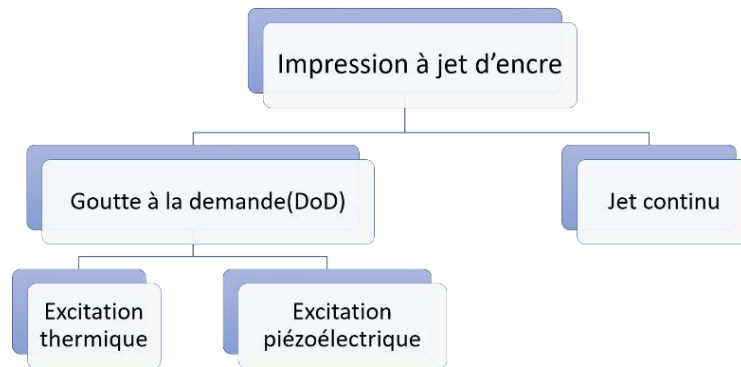 Impression à jet d’encre
Goutte à la demande(DoD)
Jet continu
Excitation
thermique
Excitation
piézoélectrique